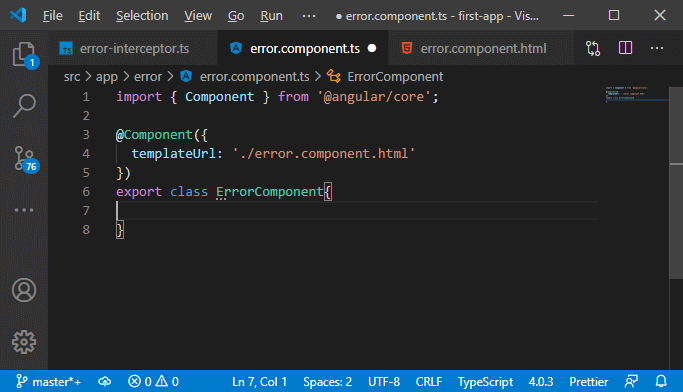 File Edit Selection View Go Run ··· ● error.component.ts - first-app - Vis...
TS error-interceptor.ts error.component.ts ● error.component.html ···
src > app > error > error.component.ts > ErrorComponent
1 import { Component } from '@angular/core';
2
3 @Component({
4 templateUrl: './error.component.html'
5 })
6 export class ErrorComponent{
7
8 }
1
76
master*+ 0 0 Ln 7, Col 1 Spaces: 2 UTF-8 CRLF TypeScript 4.0.3 Prettier